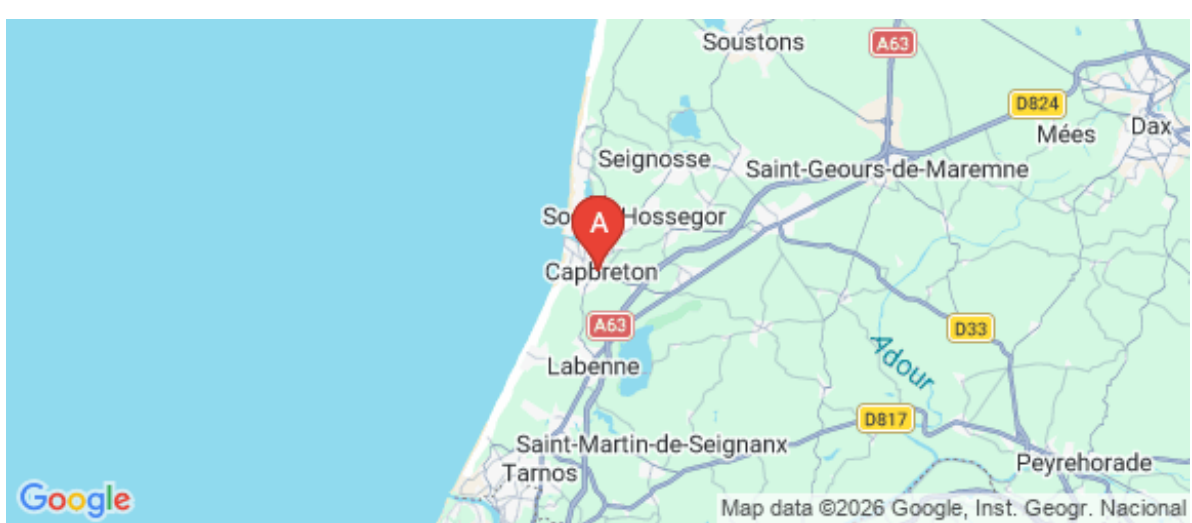 Soustons
A63
D824
Mées
Dax
Seignosse
Saint-Geours-de-Maremne
A
Hossegor
Capbreton
A63
D33
Adour
Labenne
D817
Saint-Martin-de-Seignanx
Tarnos
Peyrehorade
Google
Map data ©2026 Google, Inst. Geogr. Nacional